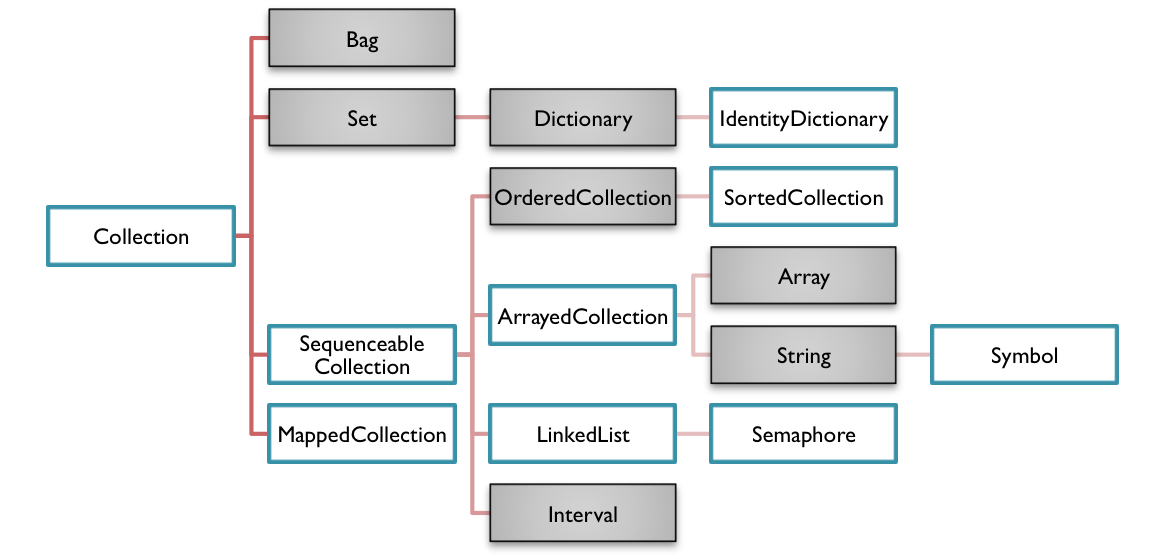 Bag
Set
Dictionary
IdentityDictionary
OrderedCollection
SortedCollection
Collection
Array
ArrayedCollection
Sequenceable
Collection
String
Symbol
MappedCollection
LinkedList
Semaphore
Interval